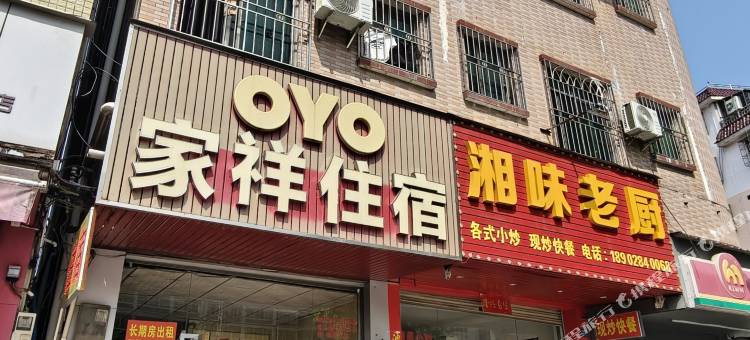 OYO
家祥住宿
湘味老厨
各式小炒 现炒快餐 电话:18902840068
长期房出租
现炒快餐